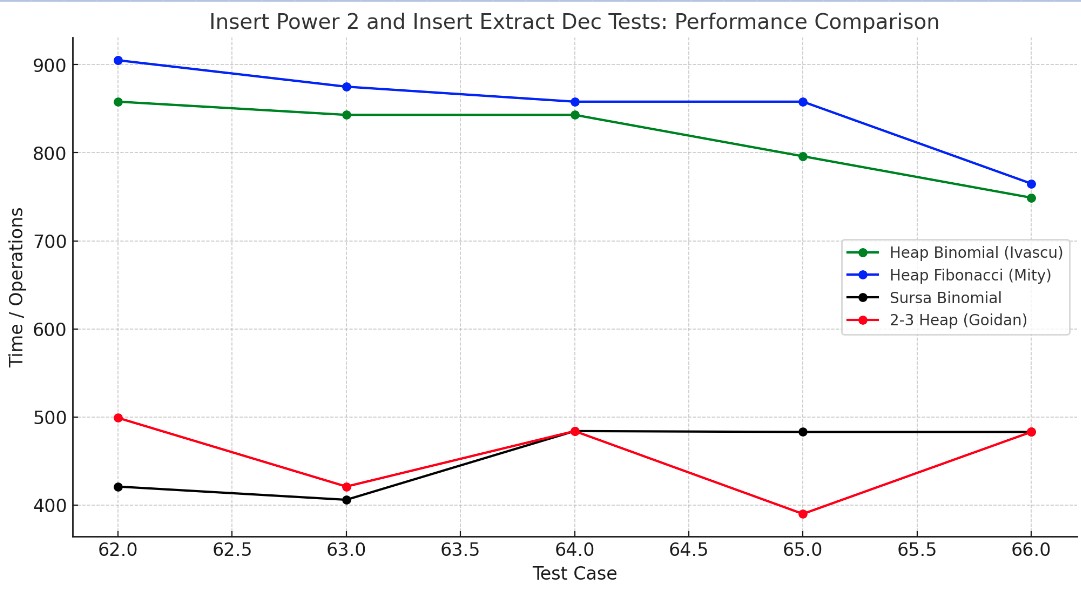 Insert Power 2 and Insert Extract Dec Tests: Performance Comparison
Time / Operations
900
800
700
600
500
400
Heap Binomial (Ivascu)
Heap Fibonacci (Mity)
Sursa Binomial
2-3 Heap (Goidan)
62.0 62.5 63.0 63.5 64.0 64.5 65.0 65.5 66.0
Test Case